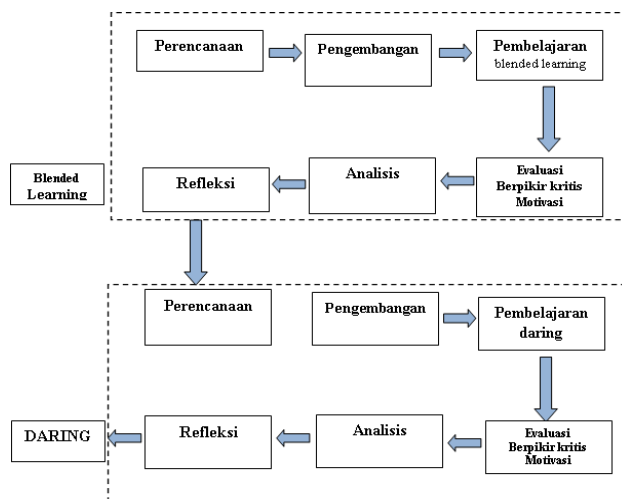 Perencanaan
Pengembangan
Pembelajaran
blended learning
Blended
Learning
Refleksi
Analisis
Evaluasi
Berpikir kritis
Motivasi
Perencanaan
Pengembangan
Pembelajaran
daring
DARING
Refleksi
Analisis
Evaluasi
Berpikir kritis
Motivasi